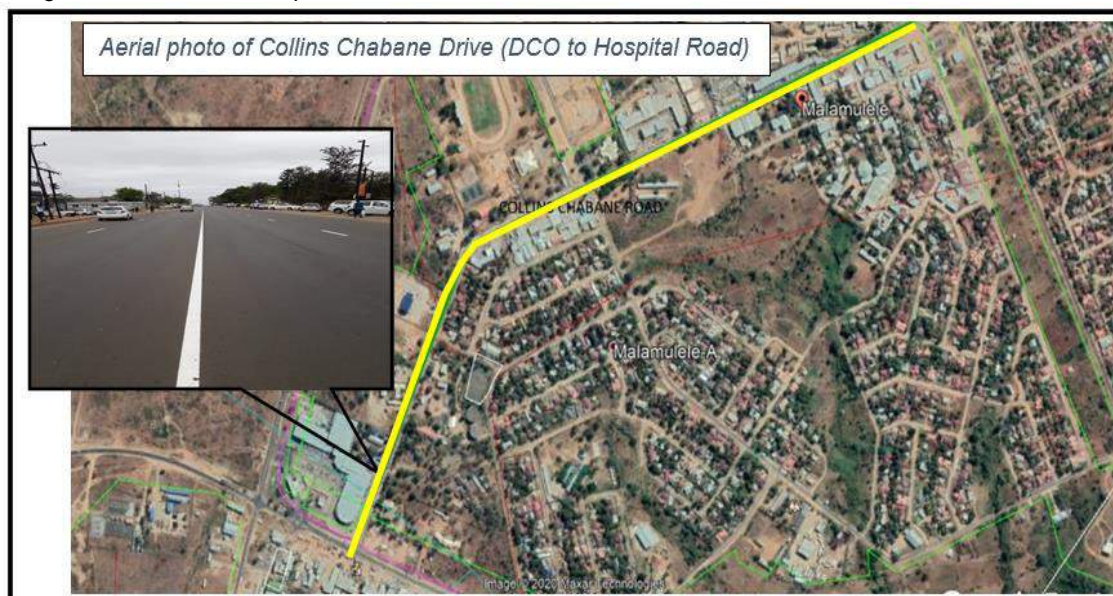 Aerial photo of Collins Chabane Drive (DCO to Hospital Road)
Malamulele
COLLINS CHABANE ROAD
Malamulele-A
Image © 2020 Maxar Technologies